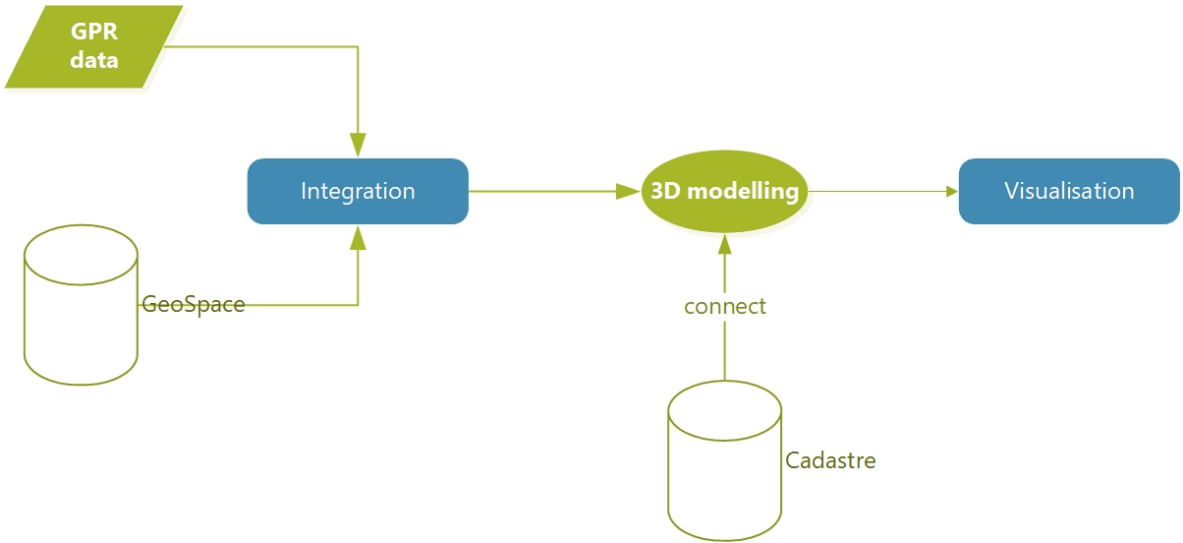 GPR
data
Integration
3D modelling
Visualisation
GeoSpace
connect
Cadastre